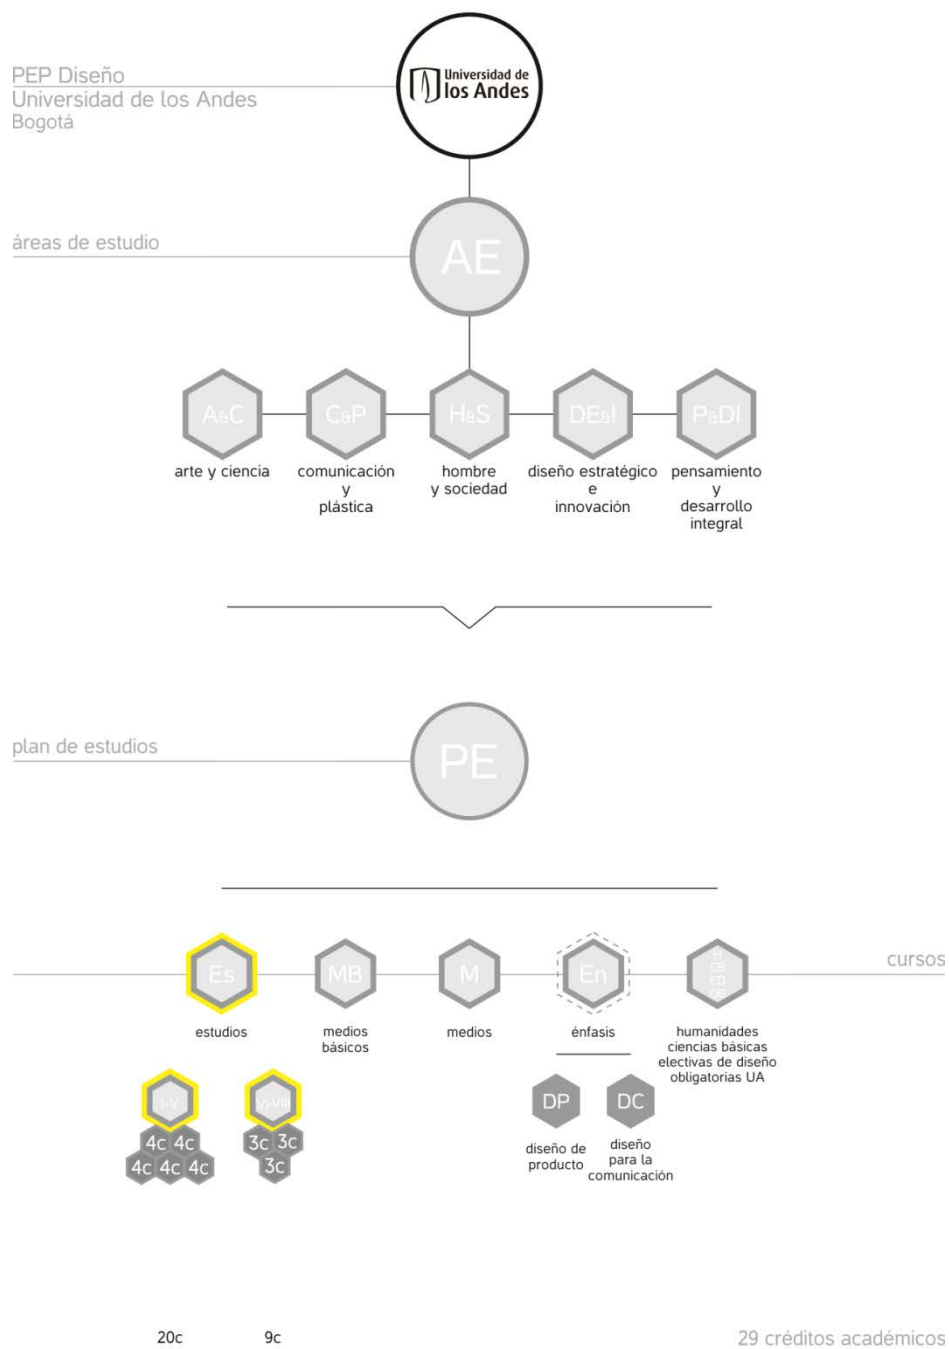 PEP Diseño
Universidad de los Andes
Bogotá
Universidad de
los Andes
áreas de estudio
AE
A&C
C&P
H&S
DE&I
P&DI
arte y ciencia
comunicación
y
plástica
hombre
y sociedad
diseño estratégico
e
innovación
pensamiento
y
desarrollo
integral
plan de estudios
PE
cursos
Es
MB
M
En
H
CB
ED
OB
estudios
medios
básicos
medios
énfasis
humanidades
ciencias básicas
electivas de diseño
obligatorias UA
I-V
VI-VIII
DP
DC
4c 4c
4c 4c 4c
3c 3c
3c
diseño de
producto
diseño
para la
comunicación
20c
9c
29 créditos académicos